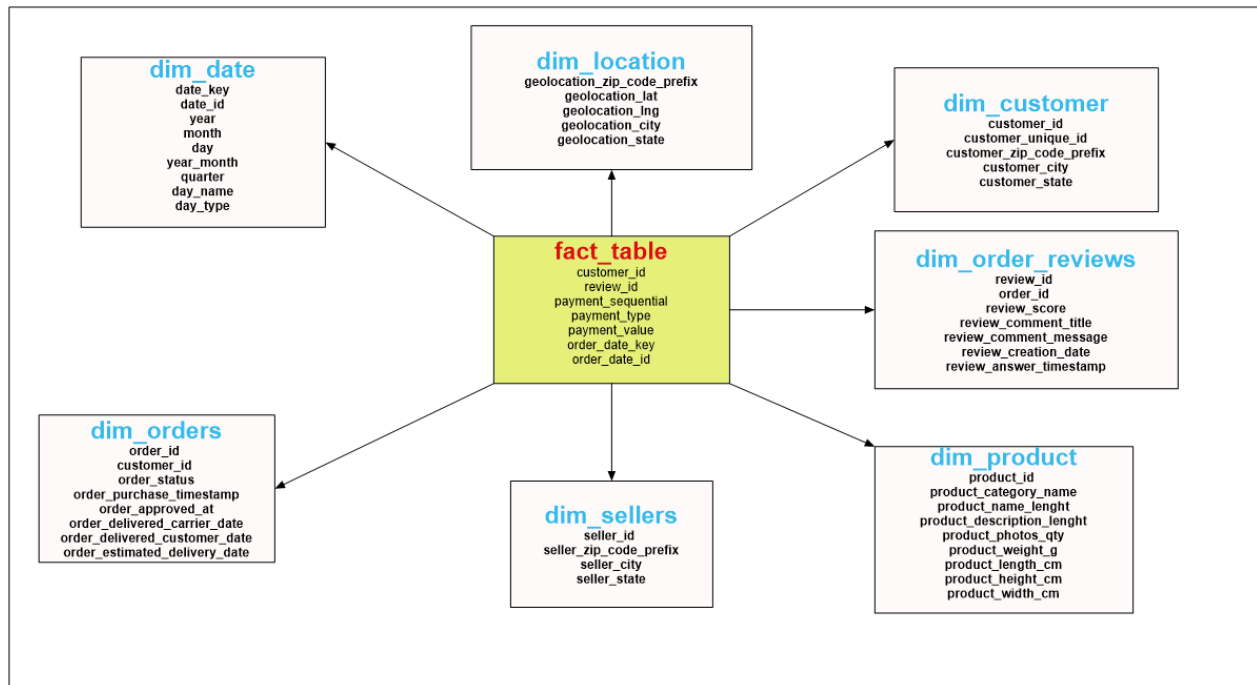 dim_date
date_key
date_id
year
month
day
year_month
quarter
day_name
day_type
dim_location
geolocation_zip_code_prefix
geolocation_lat
geolocation_lng
geolocation_city
geolocation_state
dim_customer
customer_id
customer_unique_id
customer_zip_code_prefix
customer_city
customer_state
fact_table
customer_id
review_id
payment_sequential
payment_type
payment_value
order_date_key
order_date_id
dim_order_reviews
review_id
order_id
review_score
review_comment_title
review_comment_message
review_creation_date
review_answer_timestamp
dim_orders
order_id
customer_id
order_status
order_purchase_timestamp
order_approved_at
order_delivered_carrier_date
order_delivered_customer_date
order_estimated_delivery_date
dim_sellers
seller_id
seller_zip_code_prefix
seller_city
seller_state
dim_product
product_id
product_category_name
product_name_lenght
product_description_lenght
product_photos_qty
product_weight_g
product_length_cm
product_height_cm
product_width_cm